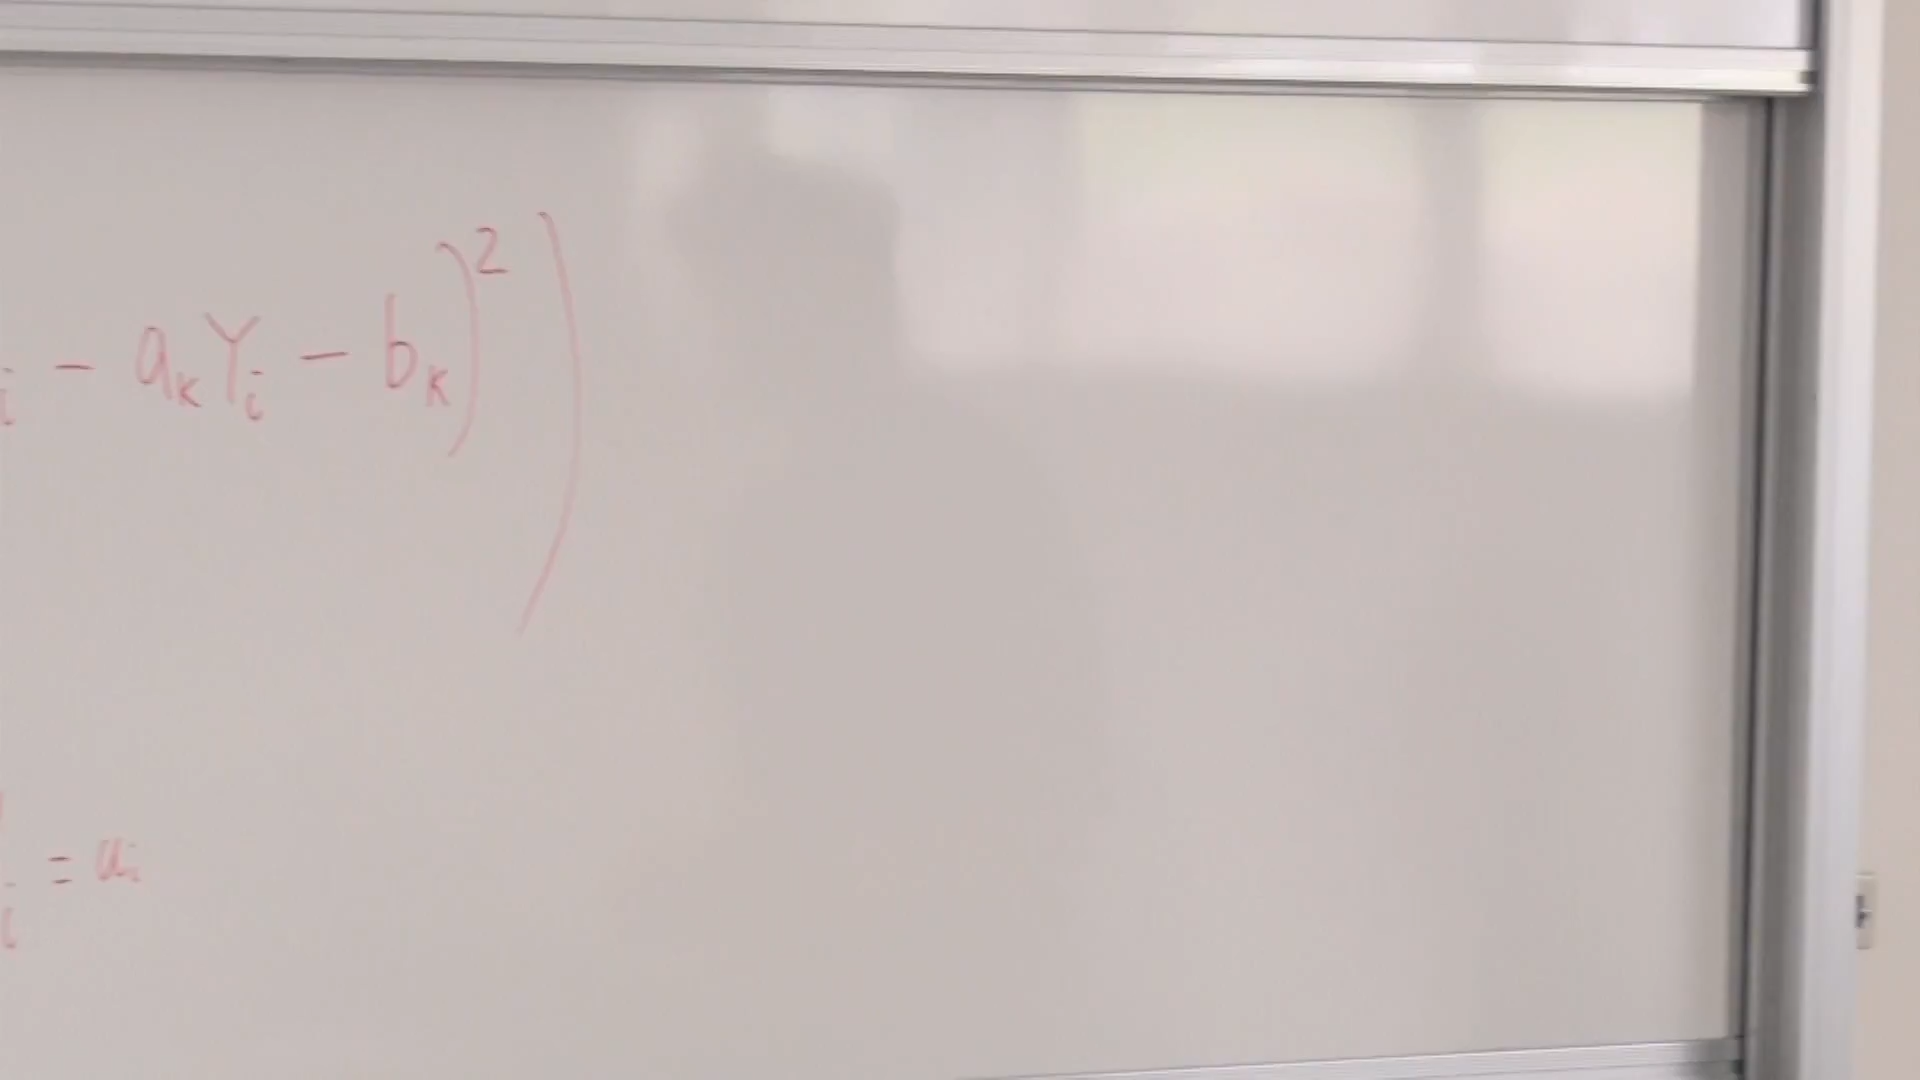 i - a_k Y_i - b_k)^2)
i = a_i